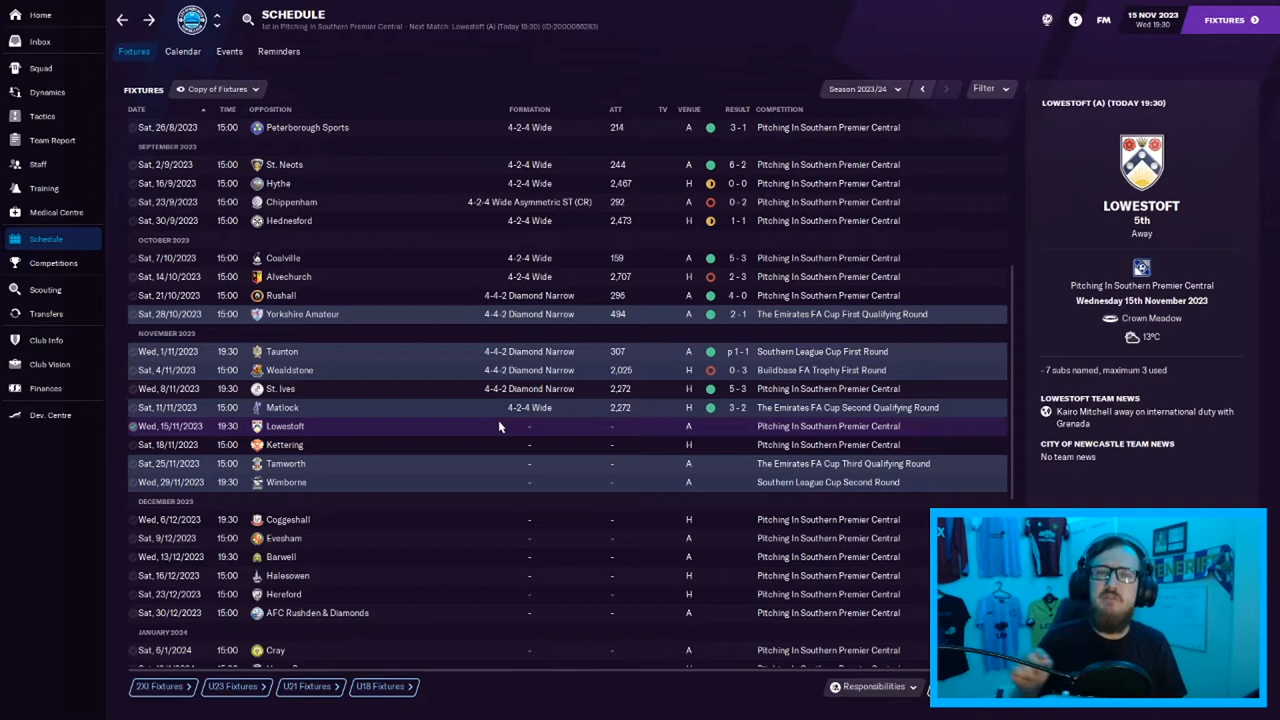 Home
Inbox
Squad
Dynamics
Tactics
Team Report
Staff
Training
Medical Centre
Schedule
Competitions
Scouting
Transfers
Club Info
Club Vision
Finances
Dev. Centre
SCHEDULE
1st in Pitching In Southern Premier Central - Next Match: Lowestoft (A) (Today 19:30) (ID:2000066283)
FM
15 NOV 2023
Wed 19:30
FIXTURES
Fixtures Calendar Events Reminders
FIXTURES Copy of Fixtures Season 2023/24 Filter
DATE TIME OPPOSITION FORMATION ATT TV VENUE RESULT COMPETITION
Sat, 26/8/2023 15:00 Peterborough Sports 4-2-4 Wide 214 A 3 - 1 Pitching In Southern Premier Central
SEPTEMBER 2023
Sat, 2/9/2023 15:00 St. Neots 4-2-4 Wide 244 A 6 - 2 Pitching In Southern Premier Central
Sat, 16/9/2023 15:00 Hythe 4-2-4 Wide 2,467 H 0 - 0 Pitching In Southern Premier Central
Sat, 23/9/2023 15:00 Chippenham 4-2-4 Wide Asymmetric ST (CR) 292 A 0 - 2 Pitching In Southern Premier Central
Sat, 30/9/2023 15:00 Hednesford 4-2-4 Wide 2,473 H 1 - 1 Pitching In Southern Premier Central
OCTOBER 2023
Sat, 7/10/2023 15:00 Coalville 4-2-4 Wide 159 A 5 - 3 Pitching In Southern Premier Central
Sat, 14/10/2023 15:00 Alvechurch 4-2-4 Wide 2,707 H 2 - 3 Pitching In Southern Premier Central
Sat, 21/10/2023 15:00 Rushall 4-4-2 Diamond Narrow 296 A 4 - 0 Pitching In Southern Premier Central
Sat, 28/10/2023 15:00 Yorkshire Amateur 4-4-2 Diamond Narrow 494 A 2 - 1 The Emirates FA Cup First Qualifying Round
NOVEMBER 2023
Wed, 1/11/2023 19:30 Taunton 4-4-2 Diamond Narrow 307 A p 1 - 1 Southern League Cup First Round
Sat, 4/11/2023 15:00 Wealdstone 4-4-2 Diamond Narrow 2,025 H 0 - 3 Buildbase FA Trophy First Round
Wed, 8/11/2023 19:30 St. Ives 4-4-2 Diamond Narrow 2,272 H 5 - 3 Pitching In Southern Premier Central
Sat, 11/11/2023 15:00 Matlock 4-2-4 Wide 2,272 H 3 - 2 The Emirates FA Cup Second Qualifying Round
Wed, 15/11/2023 19:30 Lowestoft - - A Pitching In Southern Premier Central
Sat, 18/11/2023 15:00 Kettering - - H Pitching In Southern Premier Central
Sat, 25/11/2023 15:00 Tamworth - - A The Emirates FA Cup Third Qualifying Round
Wed, 29/11/2023 19:30 Wimborne - - A Southern League Cup Second Round
DECEMBER 2023
Wed, 6/12/2023 19:30 Coggeshall - - H Pitching In Southern Premier Central
Sat, 9/12/2023 15:00 Evesham - - A Pitching In Southern Premier Central
Wed, 13/12/2023 19:30 Barwell - - A Pitching In Southern Premier Central
Sat, 16/12/2023 15:00 Halesowen - - H Pitching In Southern Premier Central
Sat, 23/12/2023 15:00 Hereford - - H Pitching In Southern Premier Central
Sat, 30/12/2023 15:00 AFC Rushden & Diamonds - - A Pitching In Southern Premier Central
JANUARY 2024
Sat, 6/1/2024 15:00 Cray - - A Pitching In Southern Premier Central
2XI Fixtures U23 Fixtures U21 Fixtures U18 Fixtures Responsibilities
LOWESTOFT (A) (TODAY 19:30)
LOWESTOFT
5th
Away
Pitching In Southern Premier Central
Wednesday 15th November 2023
Crown Meadow
13°C
- 7 subs named, maximum 3 used
LOWESTOFT TEAM NEWS
Kairo Mitchell away on international duty with
Grenada
CITY OF NEWCASTLE TEAM NEWS
No team news